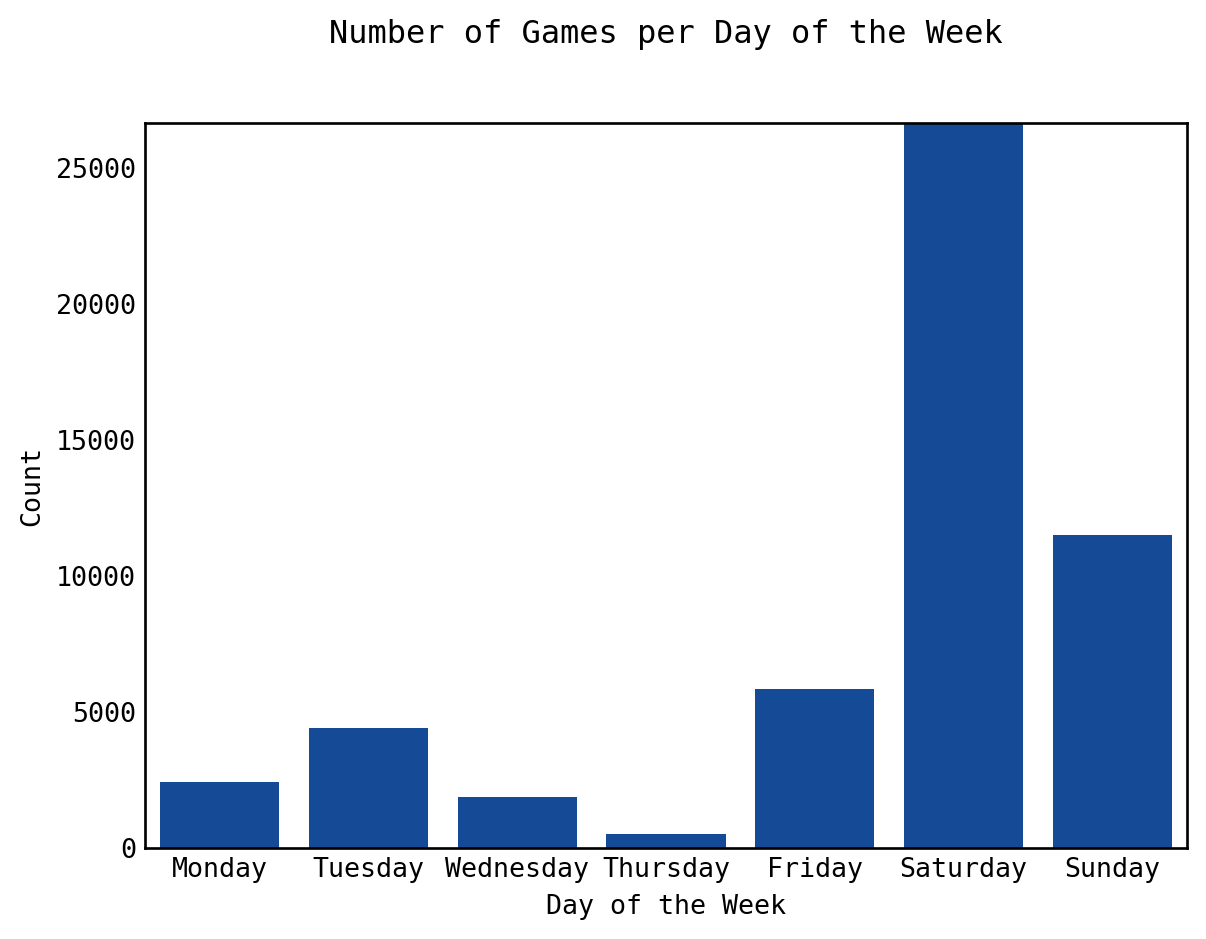 Number of Games per Day of the Week
25000
20000
15000
10000
5000
0
Count
Monday Tuesday Wednesday Thursday Friday Saturday Sunday
Day of the Week